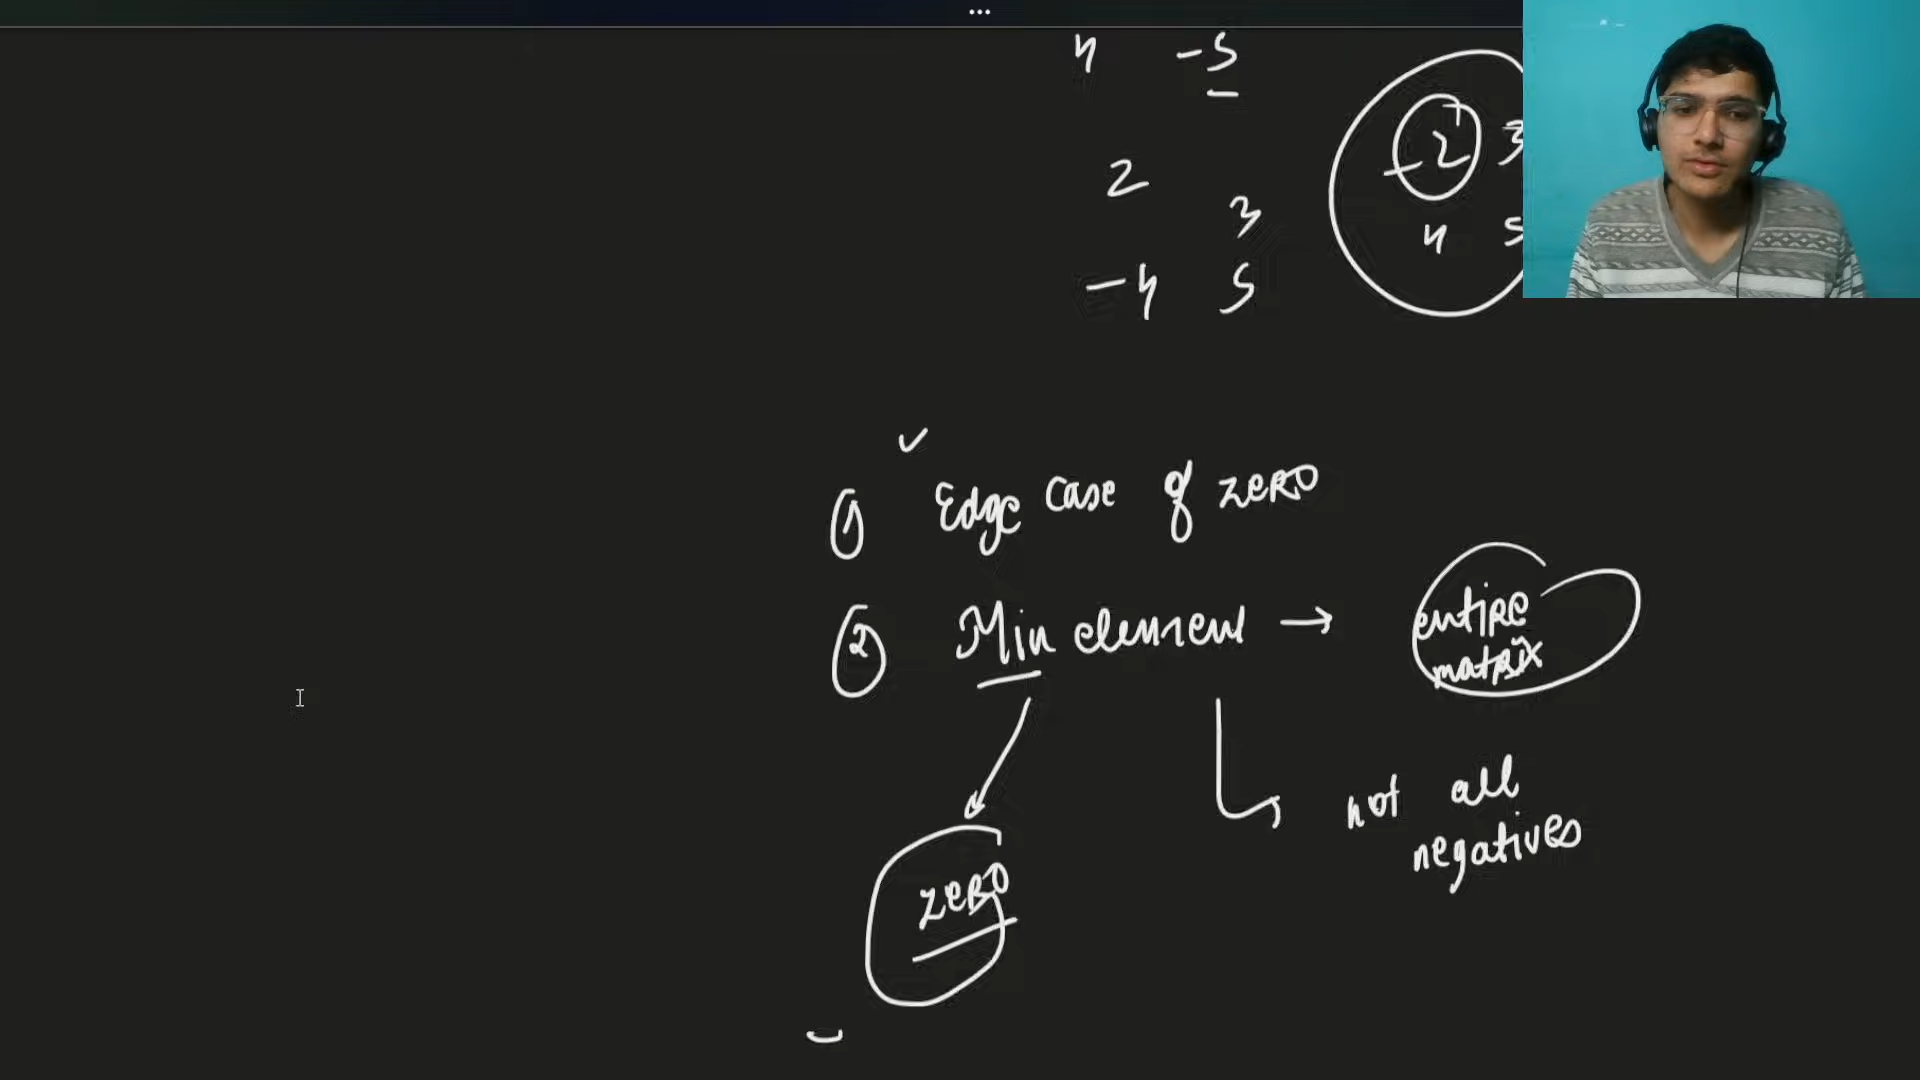 ...
4 -5
-2 3
2
3
4 5
-4 5
① Edge case of zero
② Min element → entire
matrix
not all
negatives
zero